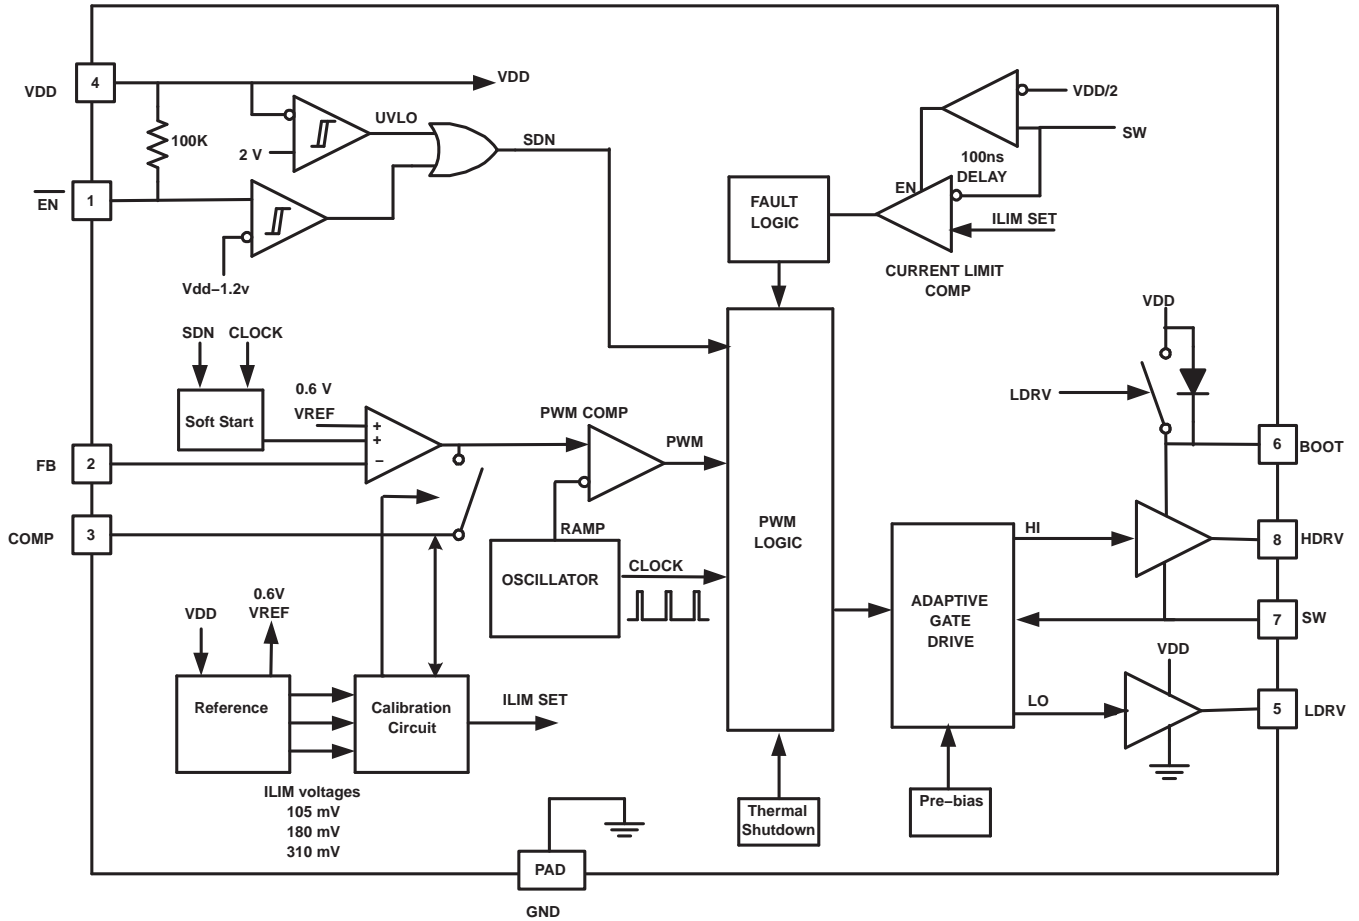 VDD
4
VDD
UVLO
100K
2 V
SDN
EN
1
Vdd−1.2v
VDD/2
SW
100ns
DELAY
EN
ILIM SET
FAULT
LOGIC
CURRENT LIMIT
COMP
SDN
CLOCK
Soft Start
0.6 V
VREF
+
+
−
PWM COMP
PWM
FB
2
COMP
3
RAMP
OSCILLATOR
CLOCK
PWM
LOGIC
VDD
LDRV
6
BOOT
HI
8
HDRV
ADAPTIVE
GATE
DRIVE
7
SW
VDD
LO
5
LDRV
VDD
0.6V
VREF
Reference
Calibration
Circuit
ILIM SET
ILIM voltages
105 mV
180 mV
310 mV
Thermal
Shutdown
Pre−bias
PAD
GND